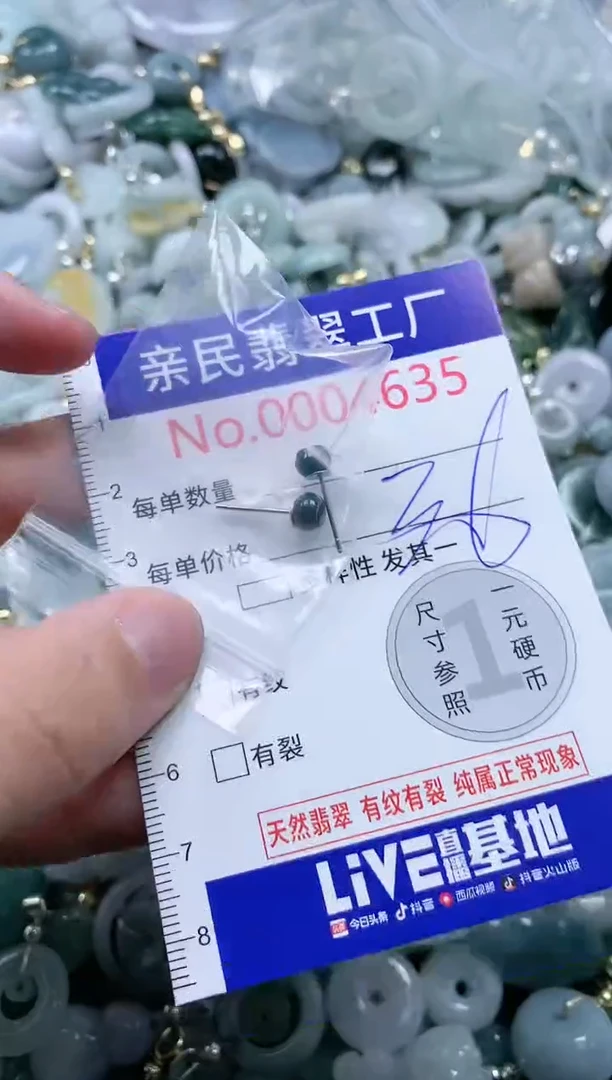 亲民翡翠工厂
No.0004635
每单数量
每单价格
样性 发其一
一元硬币
尺寸参照
1
有纹
有裂
天然翡翠 有纹有裂 纯属正常现象
LiVE直播基地
今日头条 抖音 西瓜视频 抖音火山版
1
2
3
6
7
8